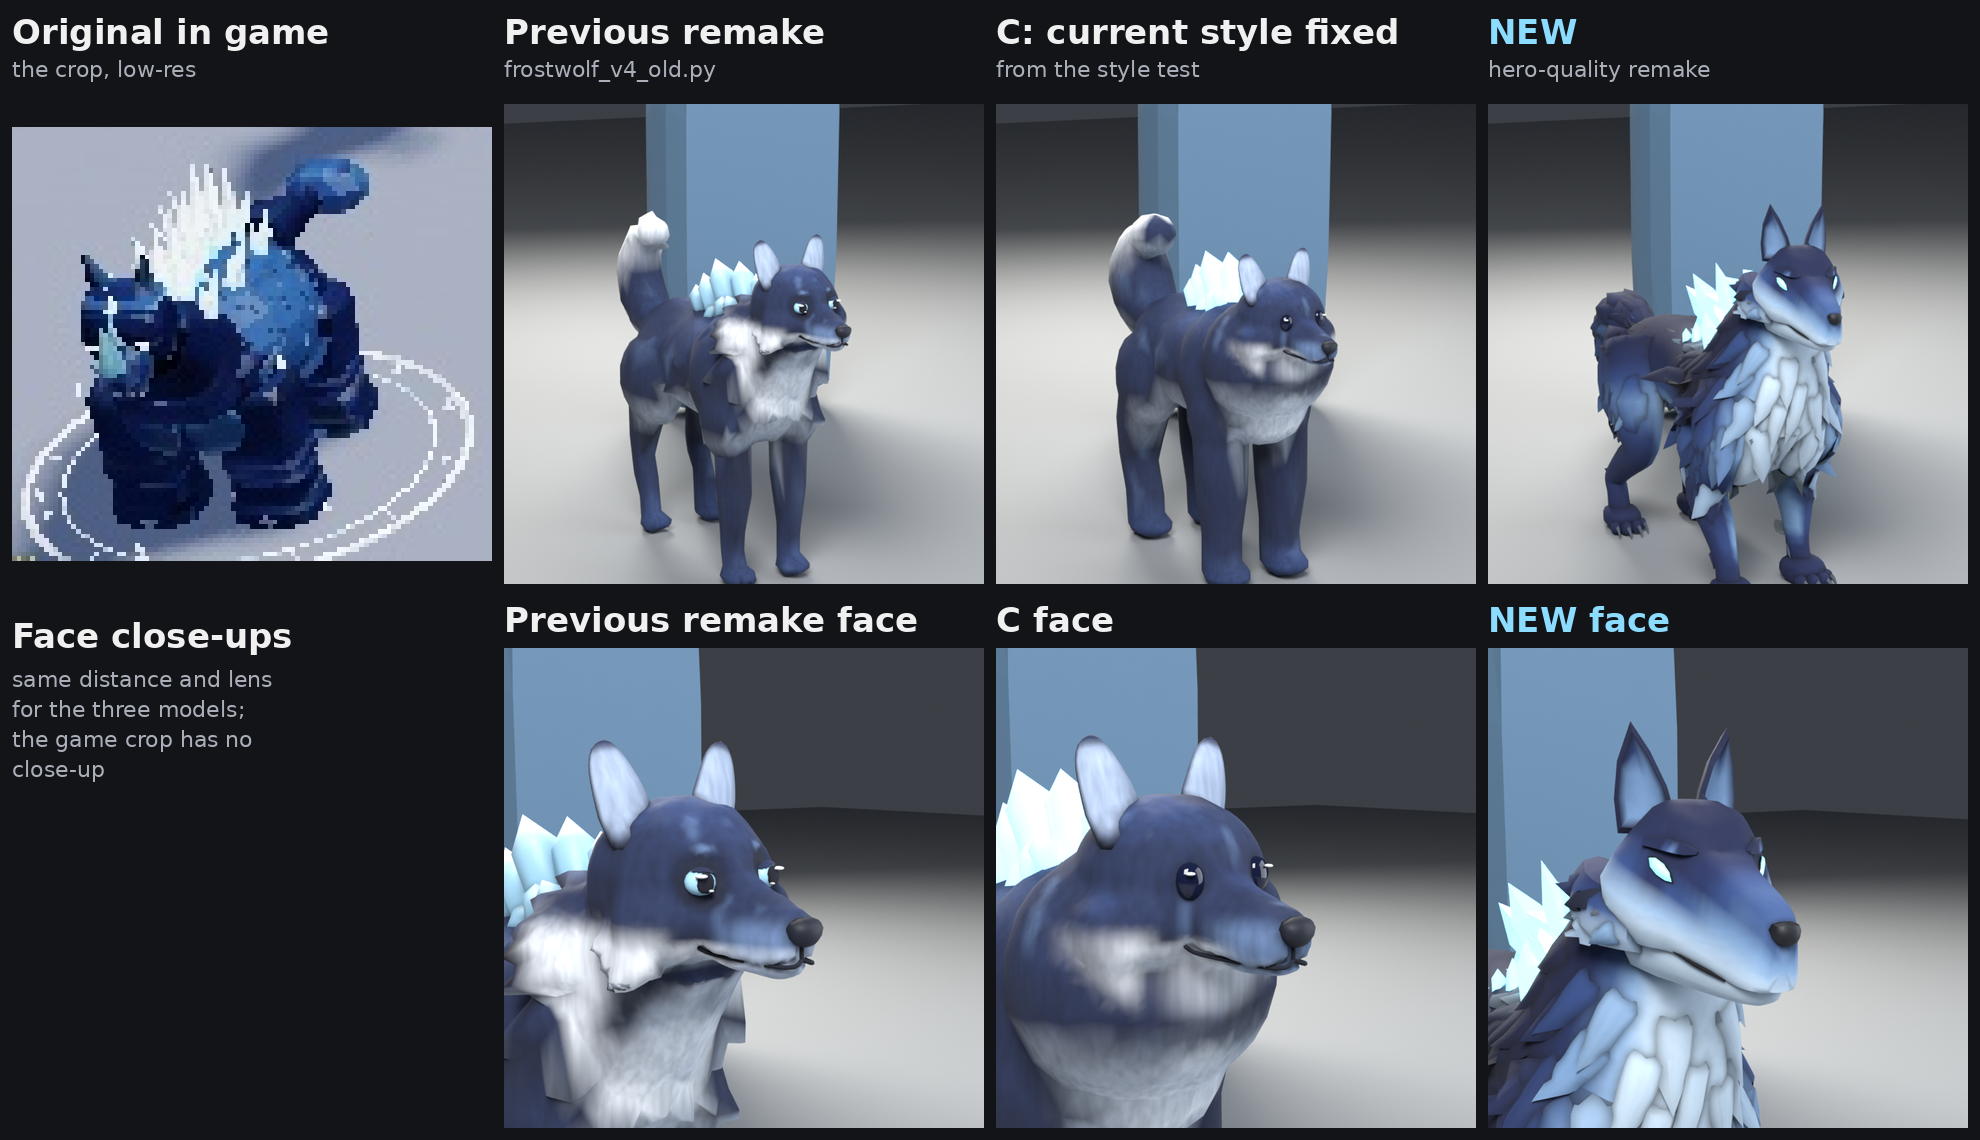 Original in game
the crop, low-res
Previous remake
frostwolf_v4_old.py
C: current style fixed
from the style test
NEW
hero-quality remake
Face close-ups
same distance and lens
for the three models;
the game crop has no
close-up
Previous remake face
C face
NEW face